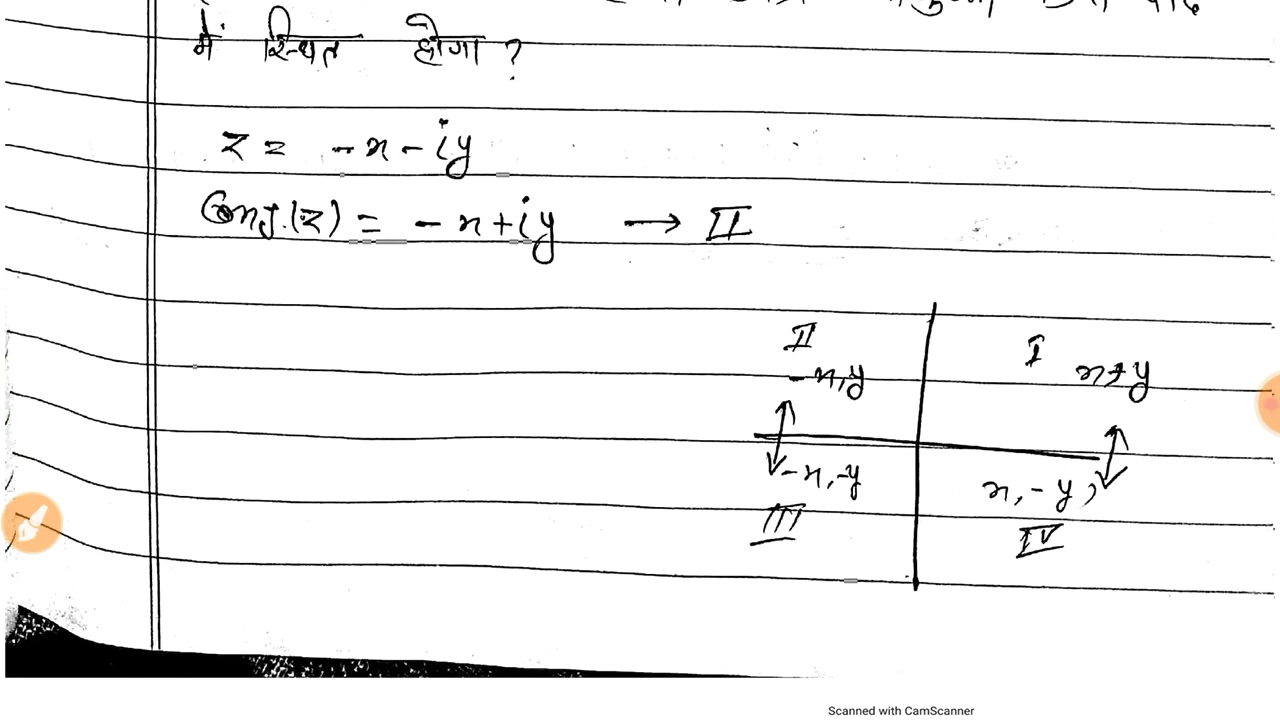 में स्थित होगा ?
z = -x - iy
Conj.(z) = - x + iy → II
II
I
-x, y
x + y
-x, -y
x, - y
III
IV
Scanned with CamScanner